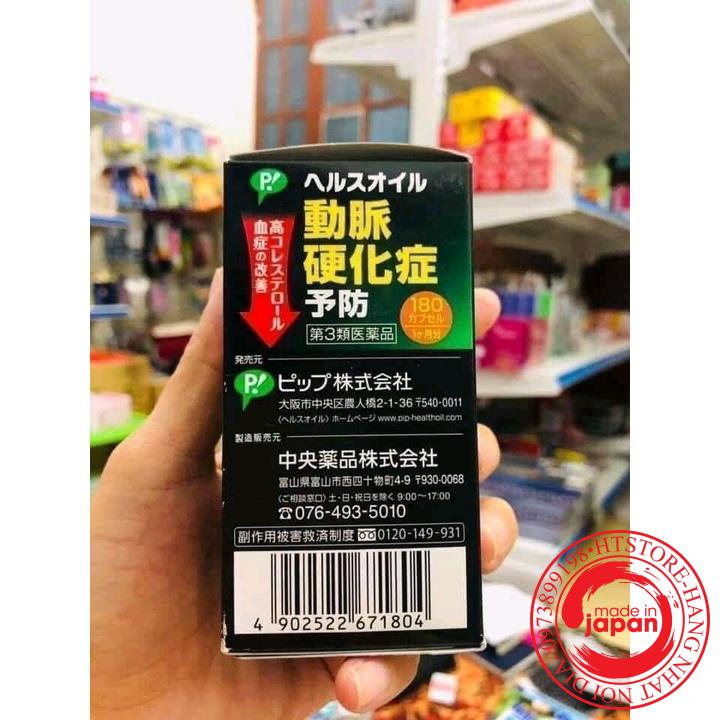 P! ヘルスオイル
高コレステロール
血症の改善
動脈
硬化症
予防
180
カプセル
1ヶ月分
第3類医薬品
発売元
P! ピップ株式会社
大阪市中央区農人橋2-1-36 〒540-0011
〈ヘルスオイル〉ホームページ www.pip-healthoil.com
製造販売元
中央薬品株式会社
富山県富山市西四十物町4-9 〒930-0068
〈ご相談窓口〉土・日・祝日を除く 9:00〜17:00
☎076-493-5010
副作用被害救済制度 0120-149-931
4 902522 671804
0973899198•HTSTORE-HANG NHAT NOI DIA
made in
japan